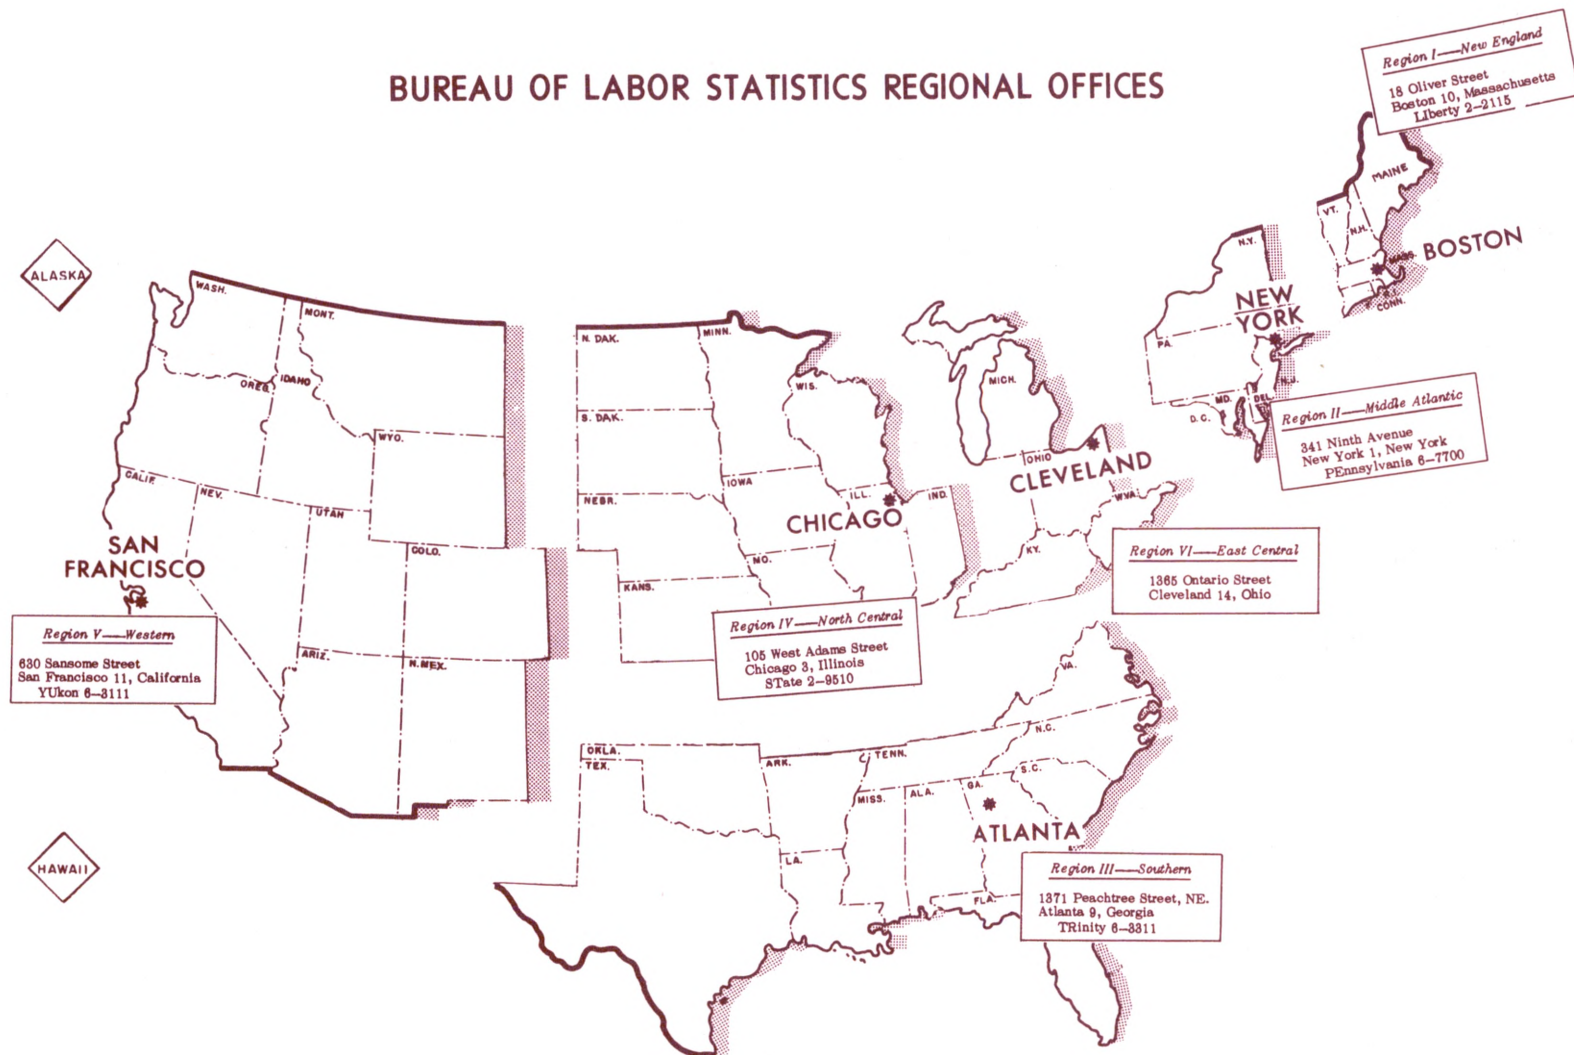 BUREAU OF LABOR STATISTICS REGIONAL OFFICES
Region I——New England
18 Oliver Street
Boston 10, Massachusetts
LIberty 2-2115
MAINE
VT.
N.H.
MASS.
BOSTON
R.I.
CONN.
N.Y.
NEW
YORK
PA.
N.J.
MD.
DEL.
D.C.
Region II——Middle Atlantic
341 Ninth Avenue
New York 1, New York
PEnnsylvania 6-7700
ALASKA
WASH.
MONT.
OREG.
IDAHO
WYO.
CALIF.
NEV.
UTAH
COLO.
SAN
FRANCISCO
Region V——Western
630 Sansome Street
San Francisco 11, California
YUkon 6-3111
ARIZ.
N.MEX.
N. DAK.
MINN.
WIS.
S. DAK.
IOWA
NEBR.
ILL.
IND.
CHICAGO
MO.
KANS.
Region IV——North Central
105 West Adams Street
Chicago 3, Illinois
STate 2-9510
MICH.
OHIO
CLEVELAND
W.VA.
KY.
Region VI——East Central
1365 Ontario Street
Cleveland 14, Ohio
VA.
N.C.
OKLA.
TEX.
ARK.
TENN.
S.C.
MISS.
ALA.
GA.
ATLANTA
LA.
FLA.
Region III——Southern
1371 Peachtree Street, NE.
Atlanta 9, Georgia
TRinity 6-3311
HAWAII